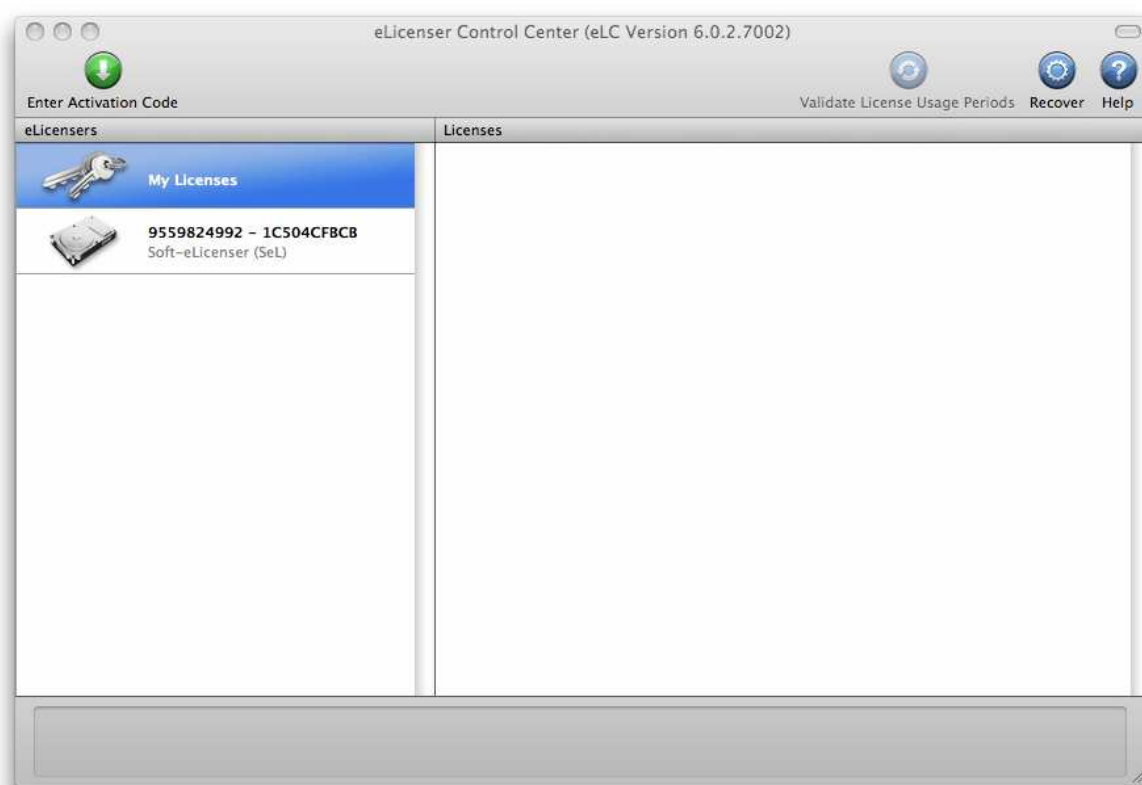 eLicenser Control Center (eLC Version 6.0.2.7002)
Enter Activation Code
Validate License Usage Periods
Recover
Help
eLicensers
Licenses
My Licenses
9559824992 - 1C504CFBCB
Soft-eLicenser (SeL)